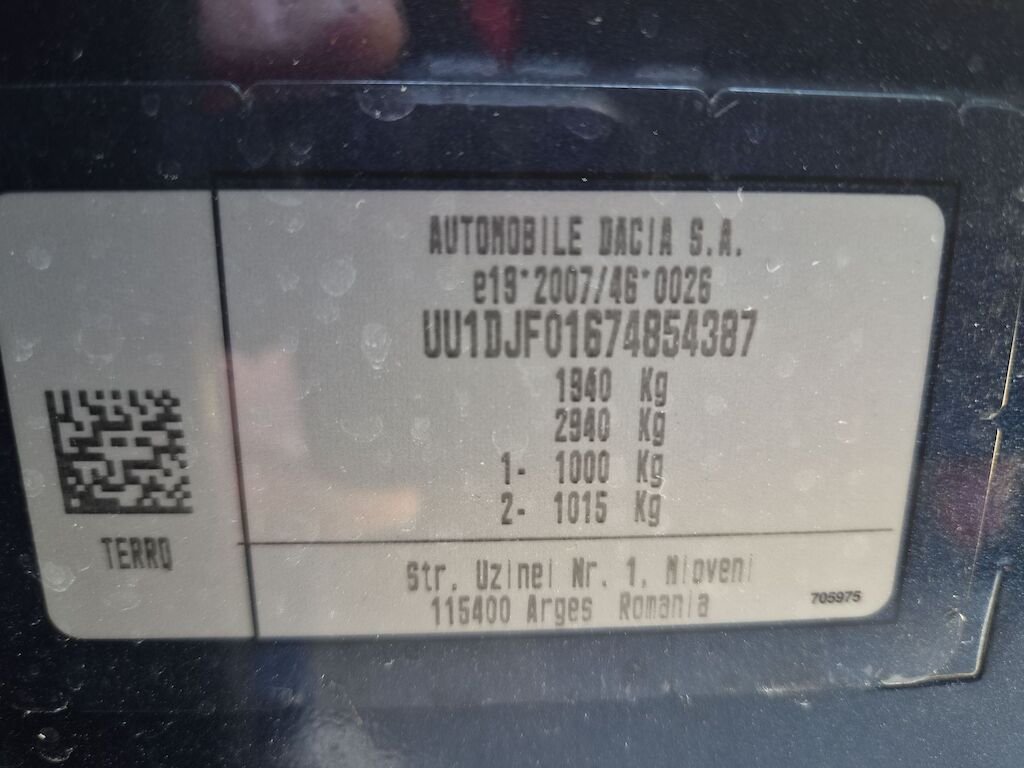 AUTOMOBILE DACIA S.A.
e19*2007/46*0026
UU1DJF01674854387
1940 Kg
2940 Kg
1- 1000 Kg
2- 1015 Kg
TERRQ
Str. Uzinei Nr. 1, Mioveni
115400 Arges Romania
705975